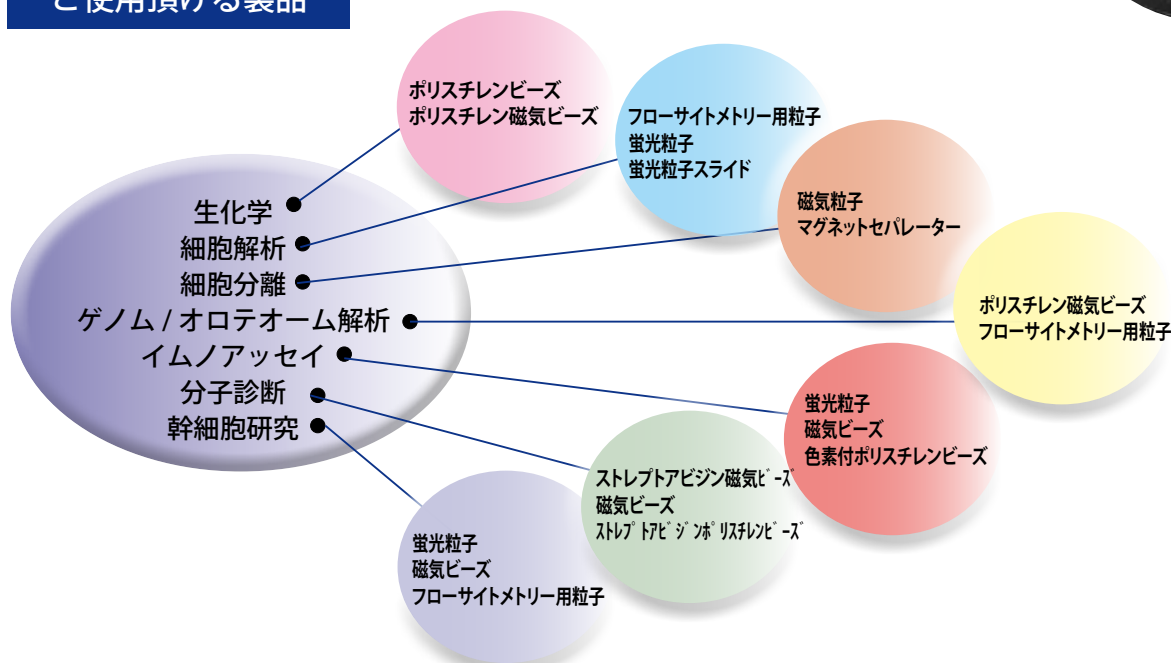 ご使用頂ける製品
ポリスチレンビーズ
ポリスチレン磁気ビーズ
フローサイトメトリー用粒子
蛍光粒子
蛍光粒子スライド
磁気粒子
マグネットセパレーター
ポリスチレン磁気ビーズ
フローサイトメトリー用粒子
生化学
細胞解析
細胞分離
ゲノム / オロテオーム解析
イムノアッセイ
分子診断
幹細胞研究
蛍光粒子
磁気ビーズ
色素付ポリスチレンビーズ
ストレプトアビジン磁気ビーズ
磁気ビーズ
ストレプトアビジンポリスチレンビーズ
蛍光粒子
磁気ビーズ
フローサイトメトリー用粒子